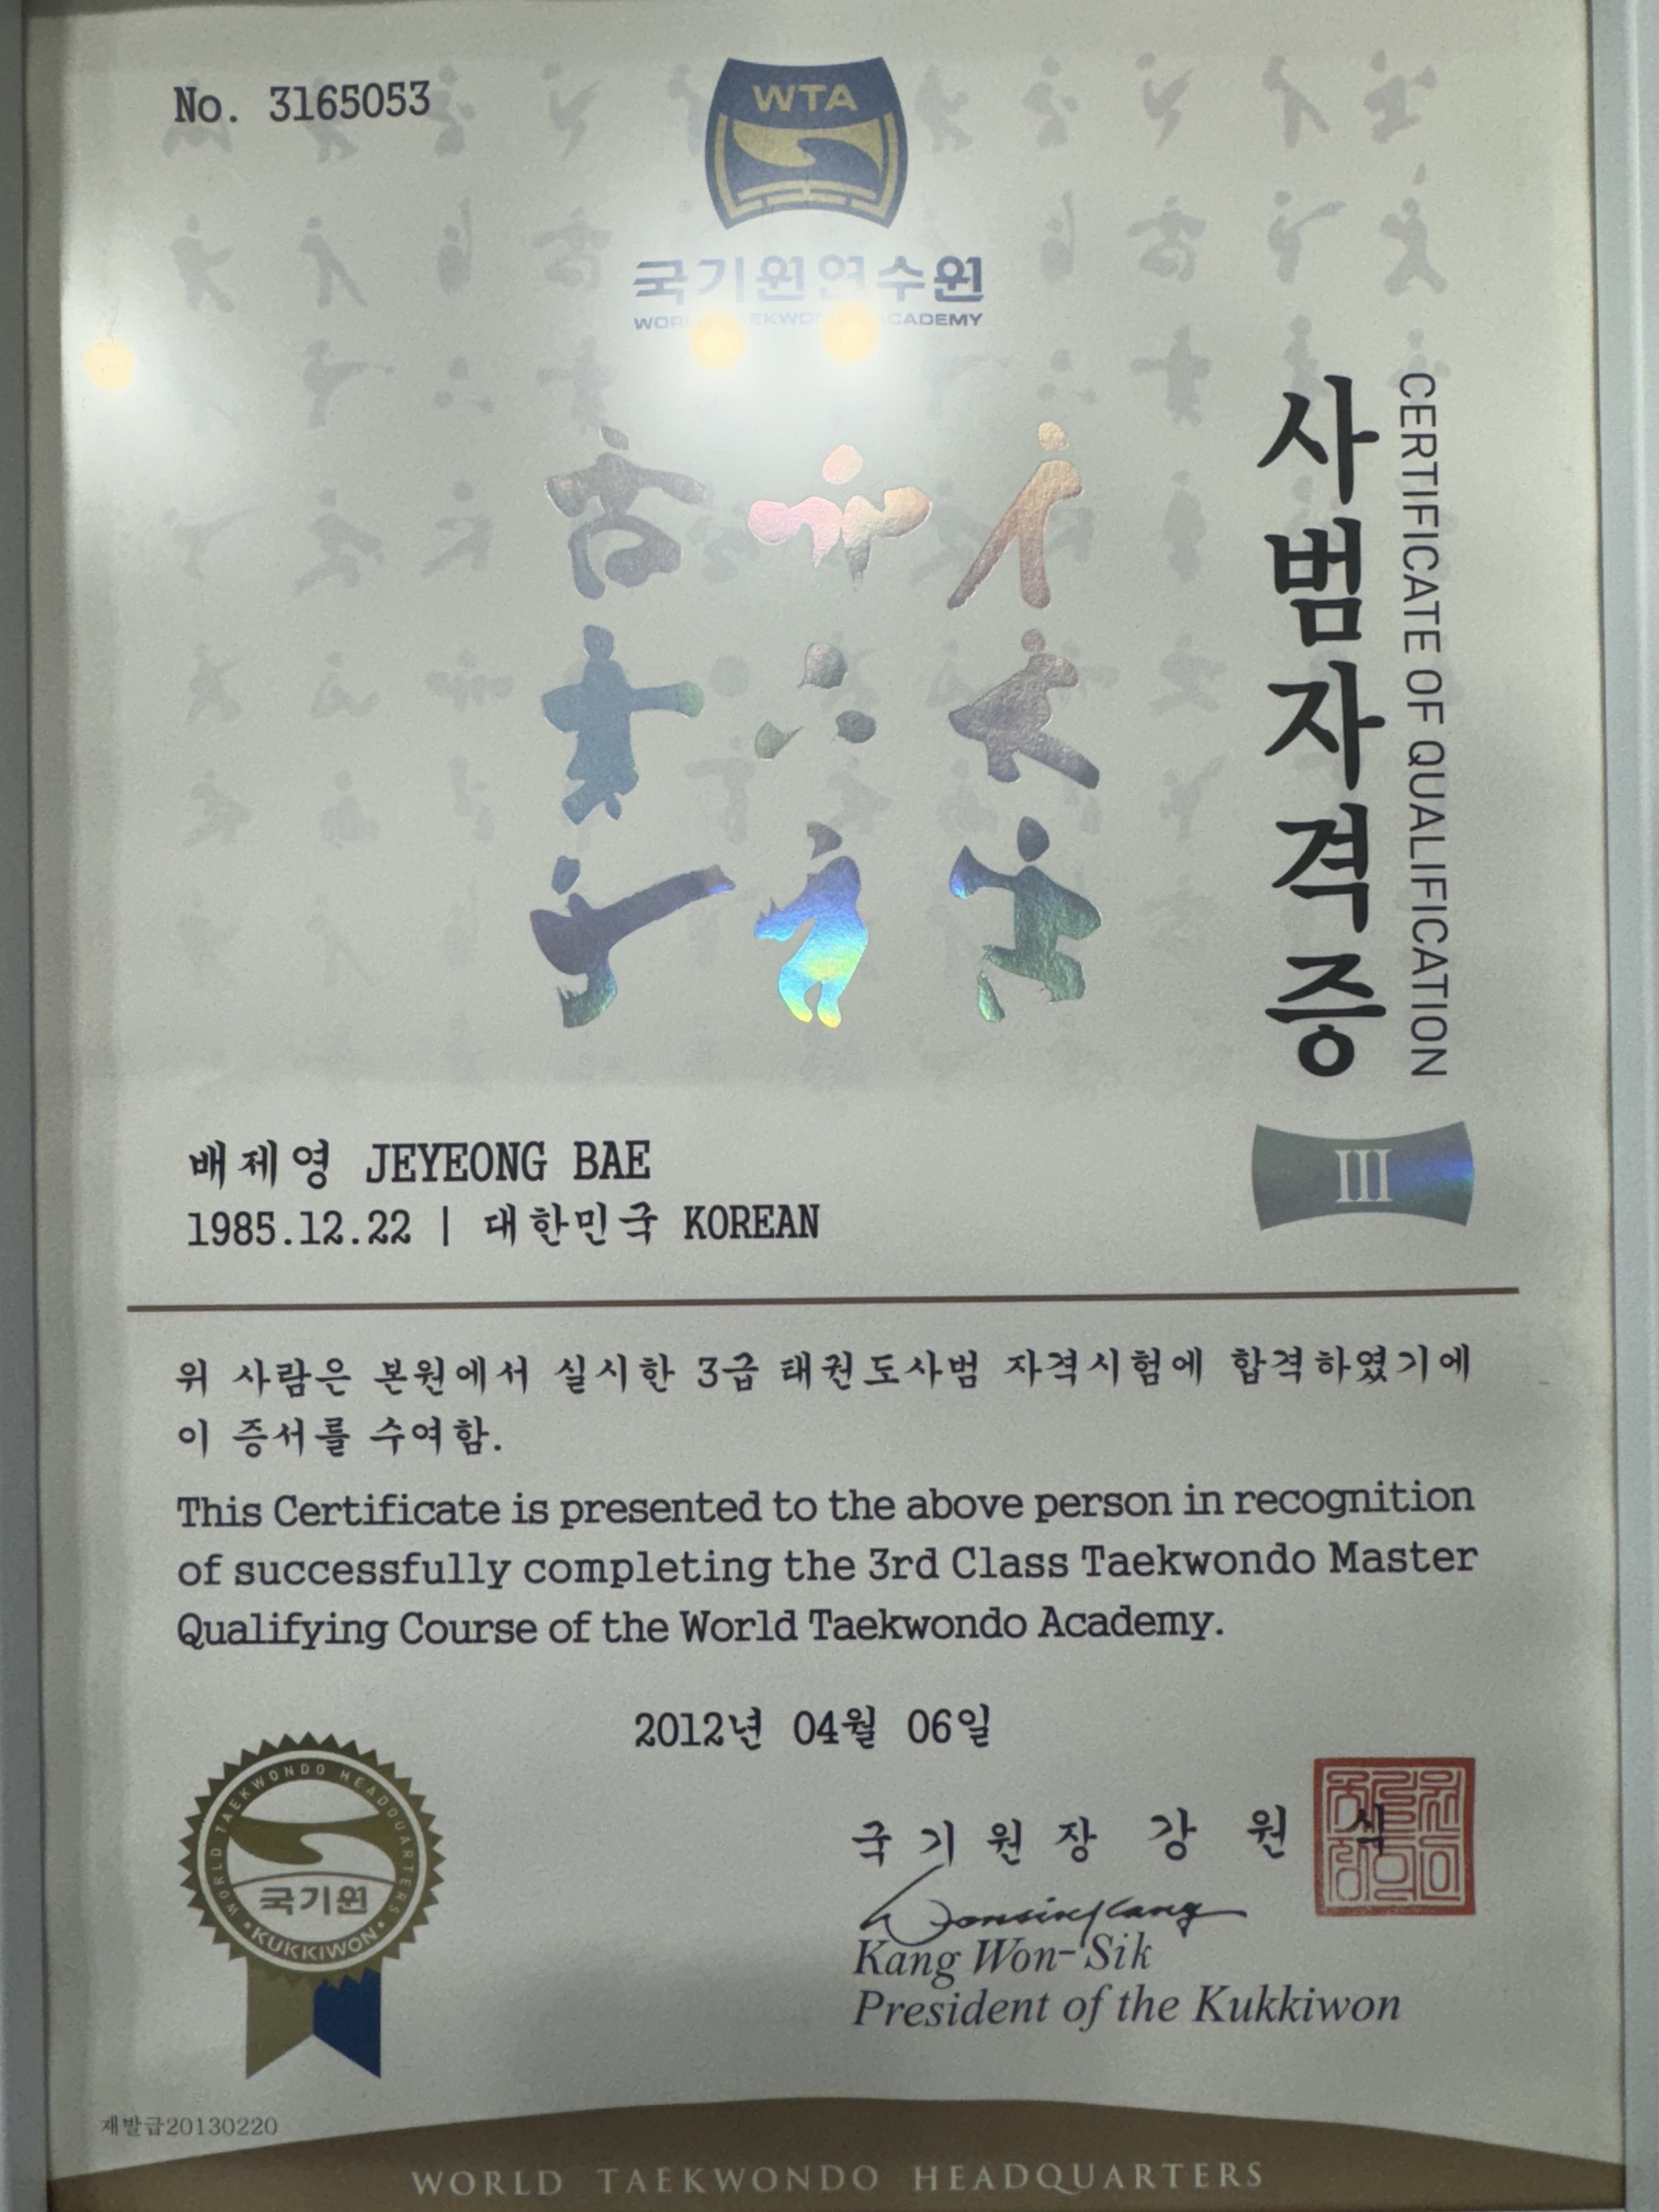 No. 3165053
WTA
국기원연수원
사범자격증
CERTIFICATE OF QUALIFICATION
III
배제영 JEYEONG BAE
1985.12.22 | 대한민국 KOREAN
위 사람은 본원에서 실시한 3급 태권도사범 자격시험에 합격하였기에
이 증서를 수여함.
This Certificate is presented to the above person in recognition
of successfully completing the 3rd Class Taekwondo Master
Qualifying Course of the World Taekwondo Academy.
2012년 04월 06일
WORLD TAEKWONDO HEADQUARTERS
국기원
KUKKIWON
국기원장 강 원 식
Wonsik Kang
Kang Won-Sik
President of the Kukkiwon
재발급20130220
WORLD TAEKWONDO HEADQUARTERS